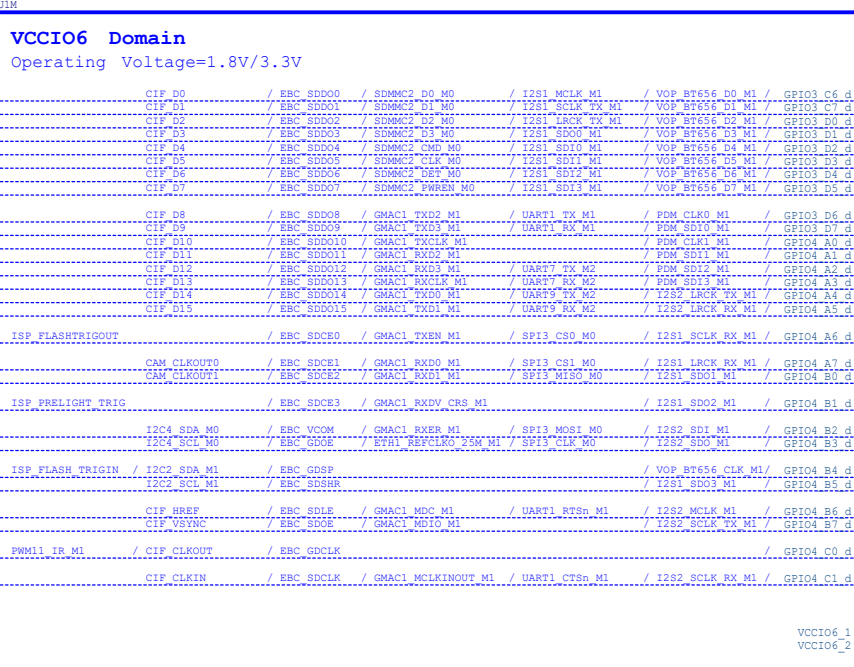 U1M
VCCIO6 Domain
Operating Voltage=1.8V/3.3V
CIF_D0 / EBC_SDDO0 / SDMMC2_D0_M0 / I2S1_MCLK_M1 / VOP_BT656_D0_M1 / GPIO3_C6_d
CIF_D1 / EBC_SDDO1 / SDMMC2_D1_M0 / I2S1_SCLK_TX_M1 / VOP_BT656_D1_M1 / GPIO3_C7_d
CIF_D2 / EBC_SDDO2 / SDMMC2_D2_M0 / I2S1_LRCK_TX_M1 / VOP_BT656_D2_M1 / GPIO3_D0_d
CIF_D3 / EBC_SDDO3 / SDMMC2_D3_M0 / I2S1_SDO0_M1 / VOP_BT656_D3_M1 / GPIO3_D1_d
CIF_D4 / EBC_SDDO4 / SDMMC2_CMD_M0 / I2S1_SDI0_M1 / VOP_BT656_D4_M1 / GPIO3_D2_d
CIF_D5 / EBC_SDDO5 / SDMMC2_CLK_M0 / I2S1_SDI1_M1 / VOP_BT656_D5_M1 / GPIO3_D3_d
CIF_D6 / EBC_SDDO6 / SDMMC2_DET_M0 / I2S1_SDI2_M1 / VOP_BT656_D6_M1 / GPIO3_D4_d
CIF_D7 / EBC_SDDO7 / SDMMC2_PWREN_M0 / I2S1_SDI3_M1 / VOP_BT656_D7_M1 / GPIO3_D5_d
CIF_D8 / EBC_SDDO8 / GMAC1_TXD2_M1 / UART1_TX_M1 / PDM_CLK0_M1 / GPIO3_D6_d
CIF_D9 / EBC_SDDO9 / GMAC1_TXD3_M1 / UART1_RX_M1 / PDM_SDI0_M1 / GPIO3_D7_d
CIF_D10 / EBC_SDDO10 / GMAC1_TXCLK_M1 / PDM_CLK1_M1 / GPIO4_A0_d
CIF_D11 / EBC_SDDO11 / GMAC1_RXD2_M1 / PDM_SDI1_M1 / GPIO4_A1_d
CIF_D12 / EBC_SDDO12 / GMAC1_RXD3_M1 / UART7_TX_M2 / PDM_SDI2_M1 / GPIO4_A2_d
CIF_D13 / EBC_SDDO13 / GMAC1_RXCLK_M1 / UART7_RX_M2 / PDM_SDI3_M1 / GPIO4_A3_d
CIF_D14 / EBC_SDDO14 / GMAC1_TXD0_M1 / UART9_TX_M2 / I2S2_LRCK_TX_M1 / GPIO4_A4_d
CIF_D15 / EBC_SDDO15 / GMAC1_TXD1_M1 / UART9_RX_M2 / I2S2_LRCK_RX_M1 / GPIO4_A5_d
ISP_FLASHTRIGOUT / EBC_SDCE0 / GMAC1_TXEN_M1 / SPI3_CS0_M0 / I2S1_SCLK_RX_M1 / GPIO4_A6_d
CAM_CLKOUT0 / EBC_SDCE1 / GMAC1_RXD0_M1 / SPI3_CS1_M0 / I2S1_LRCK_RX_M1 / GPIO4_A7_d
CAM_CLKOUT1 / EBC_SDCE2 / GMAC1_RXD1_M1 / SPI3_MISO_M0 / I2S1_SDO1_M1 / GPIO4_B0_d
ISP_PRELIGHT_TRIG / EBC_SDCE3 / GMAC1_RXDV_CRS_M1 / I2S1_SDO2_M1 / GPIO4_B1_d
I2C4_SDA_M0 / EBC_VCOM / GMAC1_RXER_M1 / SPI3_MOSI_M0 / I2S2_SDI_M1 / GPIO4_B2_d
I2C4_SCL_M0 / EBC_GDOE / ETH1_REFCLKO_25M_M1 / SPI3_CLK_M0 / I2S2_SDO_M1 / GPIO4_B3_d
ISP_FLASH_TRIGIN / I2C2_SDA_M1 / EBC_GDSP / VOP_BT656_CLK_M1/ GPIO4_B4_d
I2C2_SCL_M1 / EBC_SDSHR / I2S1_SDO3_M1 / GPIO4_B5_d
CIF_HREF / EBC_SDLE / GMAC1_MDC_M1 / UART1_RTSn_M1 / I2S2_MCLK_M1 / GPIO4_B6_d
CIF_VSYNC / EBC_SDOE / GMAC1_MDIO_M1 / I2S2_SCLK_TX_M1 / GPIO4_B7_d
PWM11_IR_M1 / CIF_CLKOUT / EBC_GDCLK / GPIO4_C0_d
CIF_CLKIN / EBC_SDCLK / GMAC1_MCLKINOUT_M1 / UART1_CTSn_M1 / I2S2_SCLK_RX_M1 / GPIO4_C1_d
VCCIO6_1
VCCIO6_2